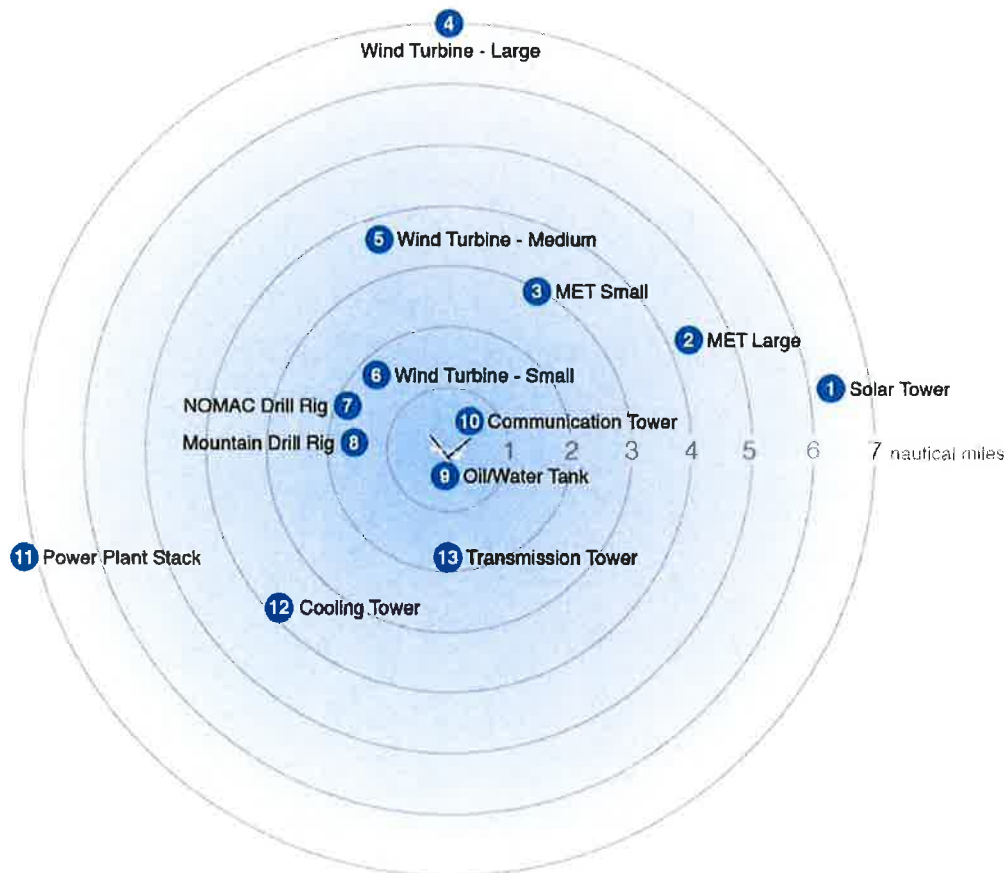 4
Wind Turbine - Large
5 Wind Turbine - Medium
3 MET Small
2 MET Large
6 Wind Turbine - Small
1 Solar Tower
NOMAC Drill Rig 7
10 Communication Tower
Mountain Drill Rig 8
1 2 3 4 5 6 7 nautical miles
9 Oil/Water Tank
11 Power Plant Stack
13 Transmission Tower
12 Cooling Tower